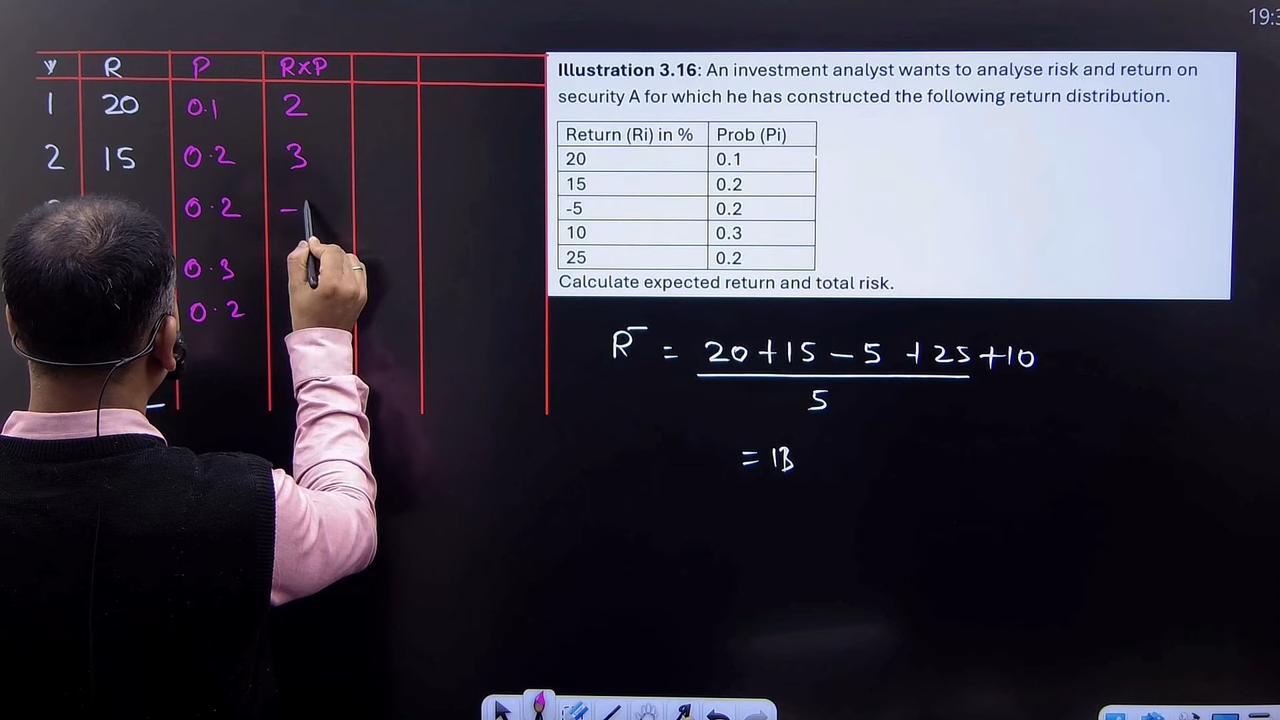 19:3
y R P R×P
1 20 0.1 2
2 15 0.2 3
0.2 –
0.3
0.2
Illustration 3.16: An investment analyst wants to analyse risk and return on
security A for which he has constructed the following return distribution.
Return (Ri) in % Prob (Pi)
20 0.1
15 0.2
-5 0.2
10 0.3
25 0.2
Calculate expected return and total risk.
R̄ = 20+15–5+25+10
5
= 13